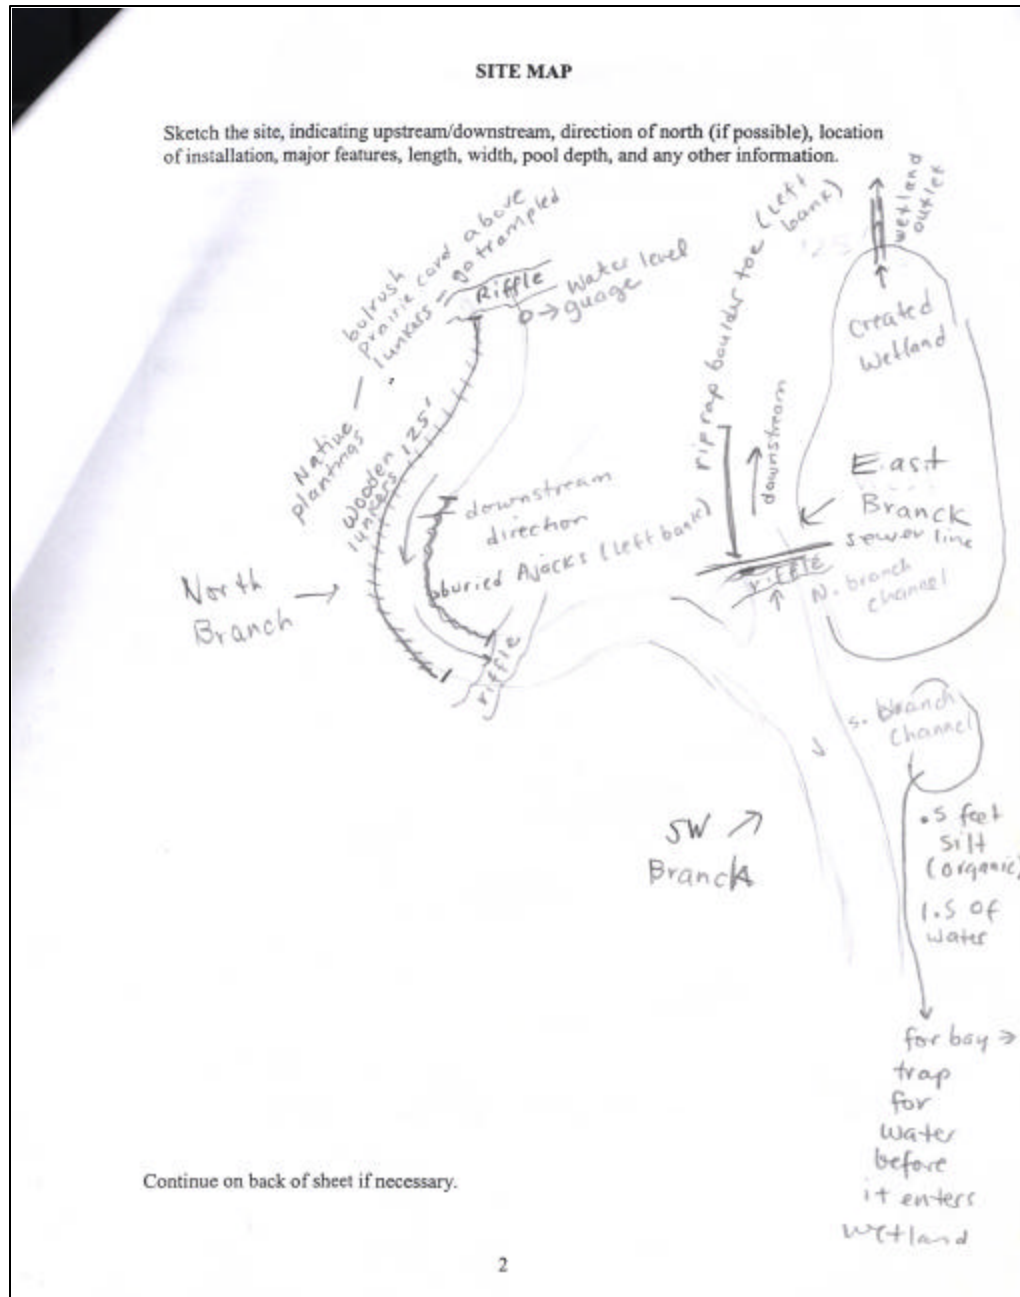 SITE MAP
Sketch the site, indicating upstream/downstream, direction of north (if possible), location
of installation, major features, length, width, pool depth, and any other information.
bulrush
prairie cord above
lunkers = go trampled
Native
plantings
Riffle
Water level
guage
Wooden 125'
lunkers
downstream
direction
buried Ajacks (left bank)
North
Branch
riffle
rip rap boulder toe (left
bank)
downstream
wetland
outlet
Created
Wetland
East
Branck
sewer line
riffle
N. branch
channel
S. branch
Channel
SW
Branch
.5 feet
silt
(organic)
1.5 of
water
for bay
trap
for
water
before
it enters
wetland
Continue on back of sheet if necessary.
2